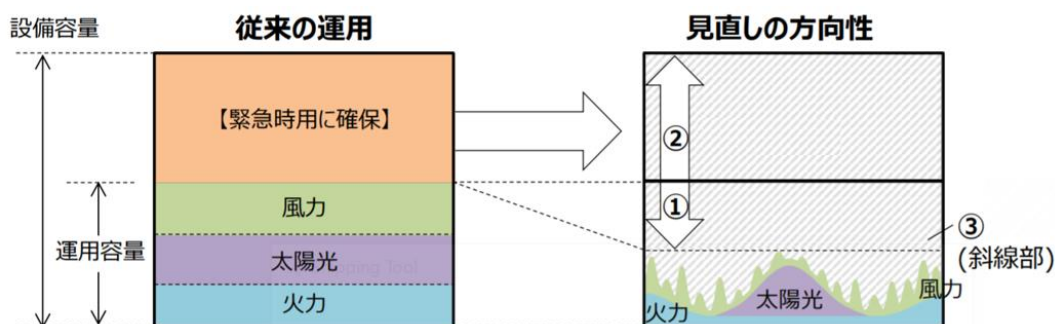 設備容量
従来の運用
見直しの方向性
【緊急時用に確保】
②
風力
①
運用容量
太陽光
③
(斜線部)
火力
火力
太陽光
風力